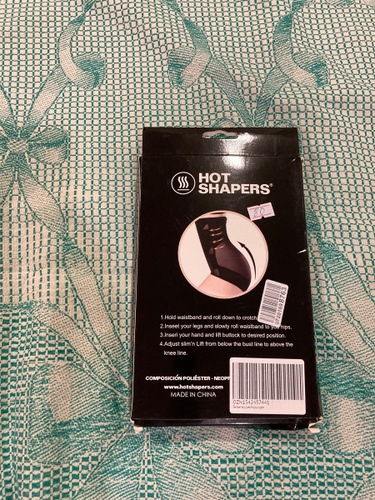 HOT
SHAPERS®
1.Hold waistband and roll down to crotch
2.Inseet your legs and slowly roll waistband to you hips.
3.Insert your hand and lift buttock to desired position.
4.Adjust slim'n Lift from below the bust line to above the
knee line.
COMPOSICIÓN POLIÉSTER - NEOPR
www.hotshapers.com
MADE IN CHINA